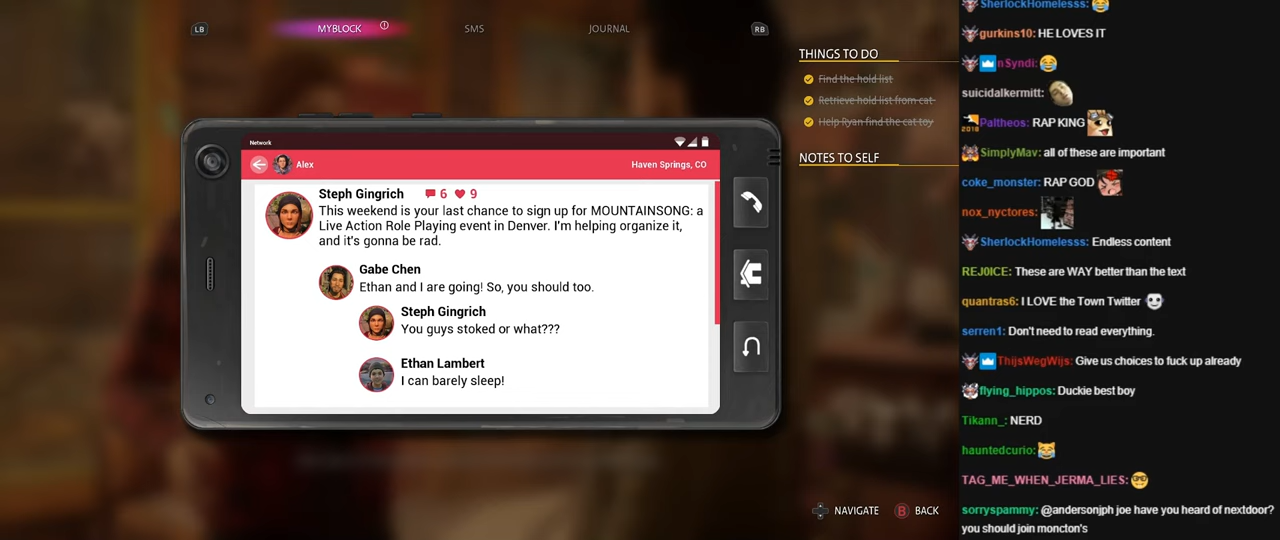 LB
MYBLOCK
SMS
JOURNAL
RB
THINGS TO DO
Find the hold list
Retrieve hold list from cat
Help Ryan find the cat toy
NOTES TO SELF
Network
Alex
Haven Springs, CO
Steph Gingrich 6 9
This weekend is your last chance to sign up for MOUNTAINSONG: a
Live Action Role Playing event in Denver. I'm helping organize it,
and it's gonna be rad.
Gabe Chen
Ethan and I are going! So, you should too.
Steph Gingrich
You guys stoked or what???
Ethan Lambert
I can barely sleep!
NAVIGATE
B BACK
SherlockHomelesss: 😂
gurkins10: HE LOVES IT
nSyndi: 😂
suicidalkermitt:
2018 Paltheos: RAP KING
SimplyMav: all of these are important
coke_monster: RAP GOD
nox_nyctores:
SherlockHomelesss: Endless content
REJ0ICE: These are WAY better than the text
quantras6: I LOVE the Town Twitter
serren1: Don't need to read everything.
ThijsWegWijs: Give us choices to fuck up already
flying_hippos: Duckie best boy
Tikann_: NERD
hauntedcurio: 😹
TAG_ME_WHEN_JERMA_LIES: 🤓
sorryspammy: @andersonjph joe have you heard of nextdoor?
you should join moncton's